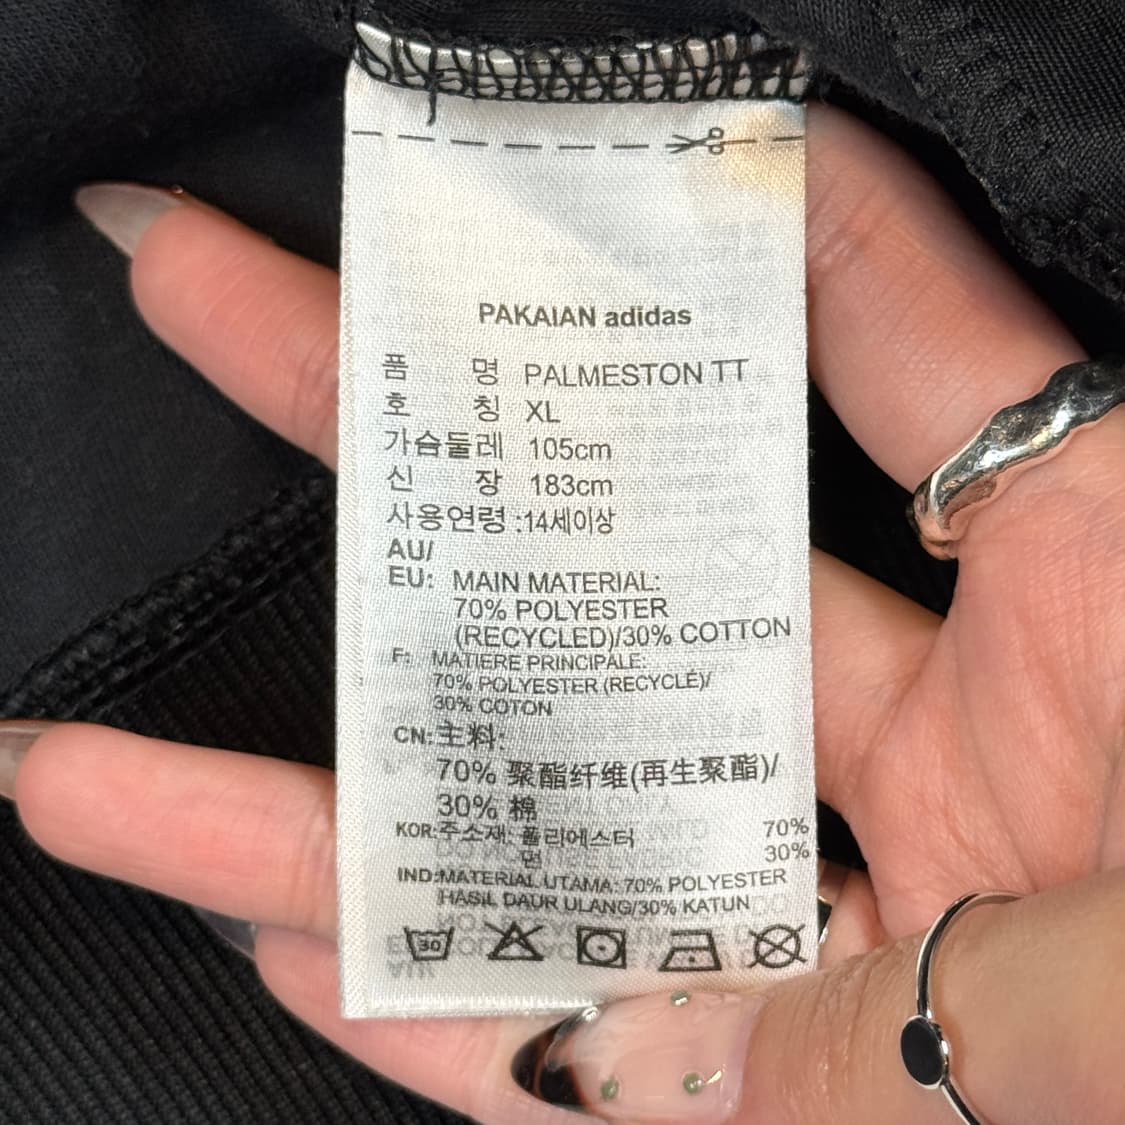 PAKAIAN adidas
품 명 PALMESTON TT
호 칭 XL
가슴둘레 105cm
신 장 183cm
사용연령 :14세이상
AU/
EU: MAIN MATERIAL:
70% POLYESTER
(RECYCLED)/30% COTTON
F: MATIERE PRINCIPALE:
70% POLYESTER (RECYCLÉ)/
30% COTON
CN:主料:
70% 聚酯纤维(再生聚酯)/
30% 棉
KOR:주소재: 폴리에스터 70%
면 30%
IND:MATERIAL UTAMA: 70% POLYESTER
HASIL DAUR ULANG/30% KATUN
30